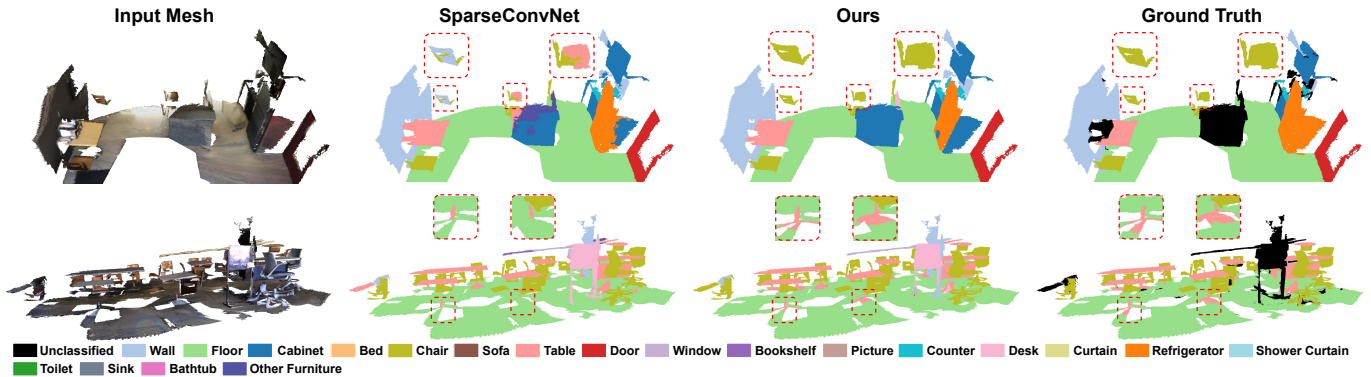 Input Mesh SparseConvNet Ours Ground Truth
Unclassified Wall Floor Cabinet Bed Chair Sofa Table Door Window Bookshelf Picture Counter Desk Curtain Refrigerator Shower Curtain
Toilet Sink Bathtub Other Furniture